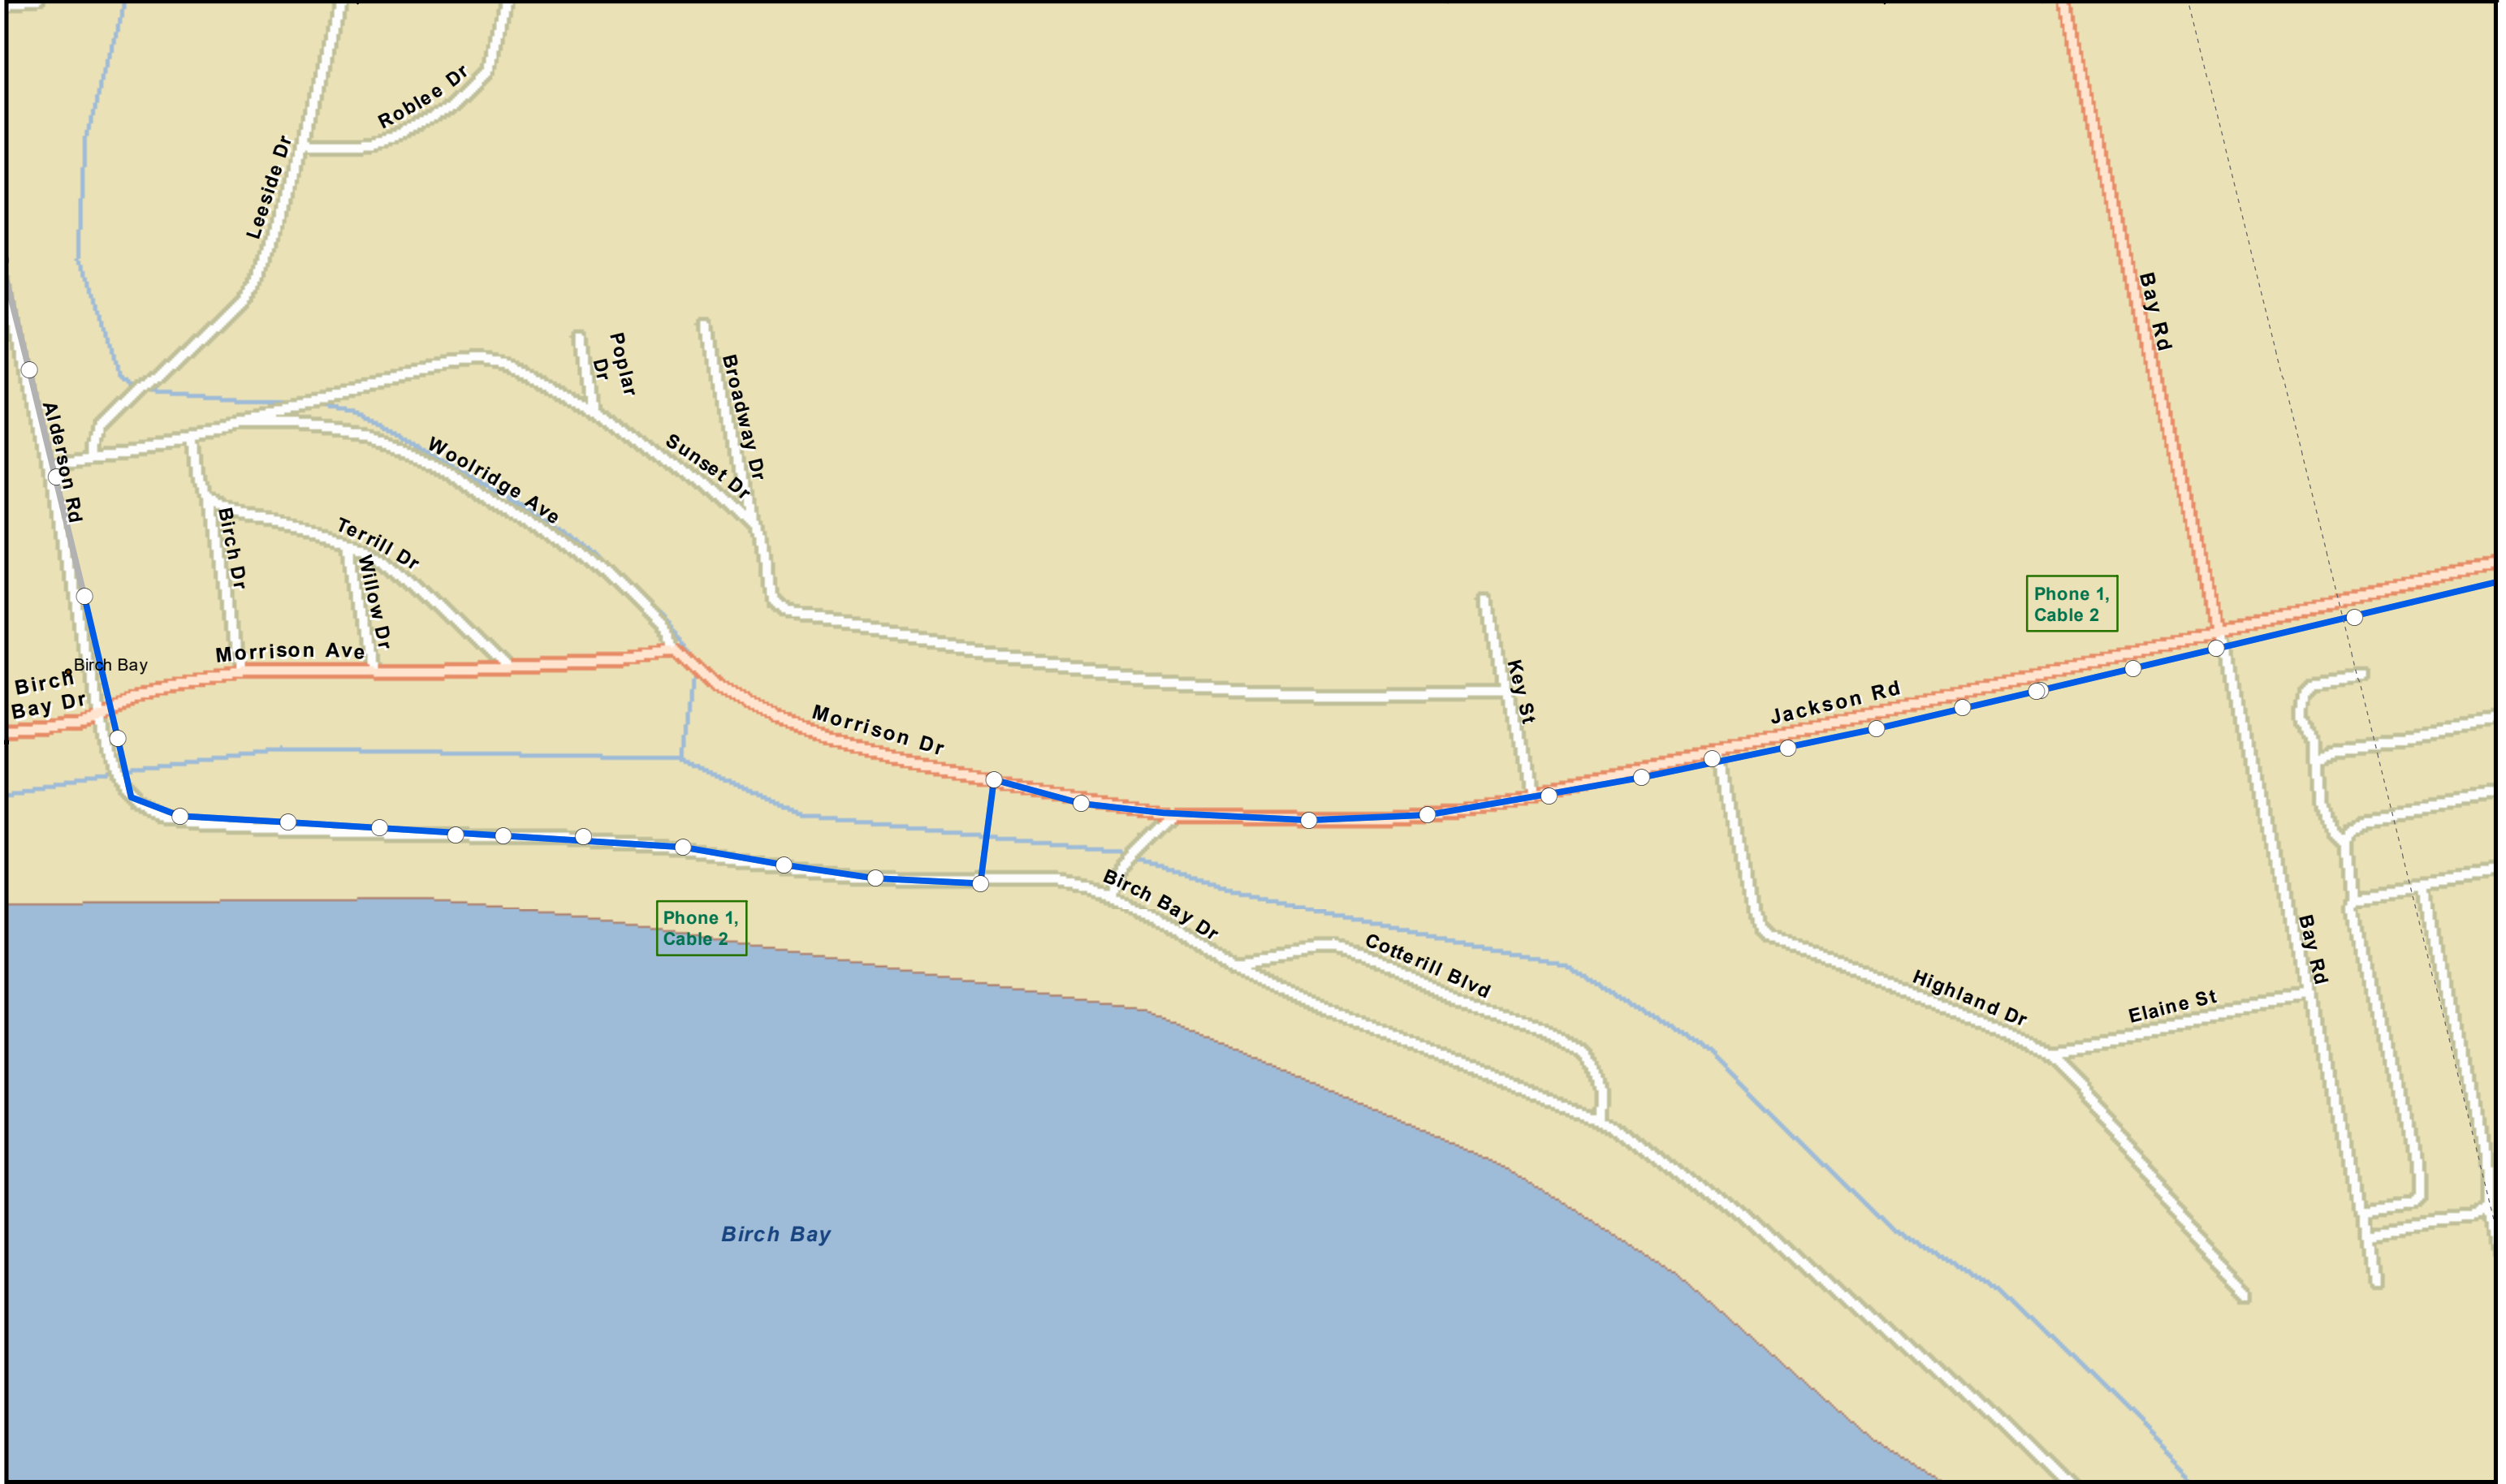 Roblee Dr
Leeside Dr
Bay Rd
Poplar
Dr
Broadway Dr
Alderson Rd
Woolridge Ave
Sunset Dr
Birch Dr
Terrill Dr
Willow Dr
Phone 1,
Cable 2
Morrison Ave
Birch Bay
Birch
Bay Dr
Key St
Morrison Dr
Jackson Rd
Birch Bay Dr
Phone 1,
Cable 2
Cotterill Blvd
Bay Rd
Highland Dr
Elaine St
Birch Bay